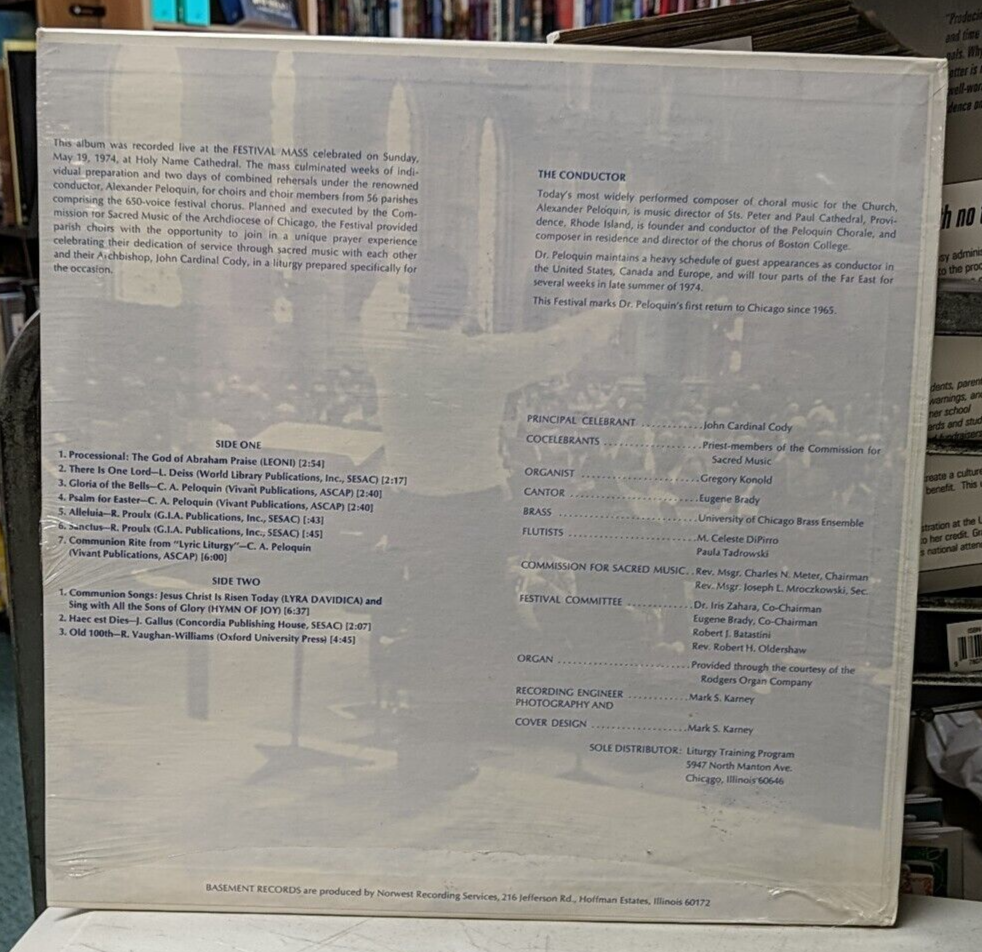 This album was recorded live at the FESTIVAL MASS celebrated on Sunday,
May 19, 1974, at Holy Name Cathedral. The mass culminated weeks of indi-
vidual preparation and two days of combined rehersals under the renowned
conductor, Alexander Peloquin, for choirs and choir members from 56 parishes
comprising the 650-voice festival chorus. Planned and executed by the Com-
mission for Sacred Music of the Archdiocese of Chicago, the Festival provided
parish choirs with the opportunity to join in a unique prayer experience
celebrating their dedication of service through sacred music with each other
and their Archbishop, John Cardinal Cody, in a liturgy prepared specifically for
the occasion.
SIDE ONE
1. Processional: The God of Abraham Praise (LEONI) [2:54]
2. There Is One Lord—L. Deiss (World Library Publications, Inc., SESAC) [2:17]
3. Gloria of the Bells—C. A. Peloquin (Vivant Publications, ASCAP) [2:40]
4. Psalm for Easter—C. A. Peloquin (Vivant Publications, ASCAP) [2:40]
5. Alleluia—R. Proulx (G.I.A. Publications, Inc., SESAC) [:43]
6. Sanctus—R. Proulx (G.I.A. Publications, Inc., SESAC) [:45]
7. Communion Rite from "Lyric Liturgy"—C. A. Peloquin
(Vivant Publications, ASCAP) [6:00]
SIDE TWO
1. Communion Songs: Jesus Christ Is Risen Today (LYRA DAVIDICA) and
Sing with All the Sons of Glory (HYMN OF JOY) [6:37]
2. Haec est Dies—J. Gallus (Concordia Publishing House, SESAC) [2:07]
3. Old 100th—R. Vaughan-Williams (Oxford University Press) [4:45]
THE CONDUCTOR
Today's most widely performed composer of choral music for the Church,
Alexander Peloquin, is music director of Sts. Peter and Paul Cathedral, Provi-
dence, Rhode Island, is founder and conductor of the Peloquin Chorale, and
composer in residence and director of the chorus of Boston College.
Dr. Peloquin maintains a heavy schedule of guest appearances as conductor in
the United States, Canada and Europe, and will tour parts of the Far East for
several weeks in late summer of 1974.
This Festival marks Dr. Peloquin's first return to Chicago since 1965.
PRINCIPAL CELEBRANT ........... John Cardinal Cody
COCELEBRANTS ................. Priest-members of the Commission for
Sacred Music
ORGANIST ..................... Gregory Konold
CANTOR ....................... Eugene Brady
BRASS ........................ University of Chicago Brass Ensemble
FLUTISTS ..................... M. Celeste DiPirro
Paula Tadrowski
COMMISSION FOR SACRED MUSIC.. Rev. Msgr. Charles N. Meter, Chairman
Rev. Msgr. Joseph L. Mroczkowski, Sec.
FESTIVAL COMMITTEE ........... Dr. Iris Zahara, Co-Chairman
Eugene Brady, Co-Chairman
Robert J. Batastini
Rev. Robert H. Oldershaw
ORGAN ........................ Provided through the courtesy of the
Rodgers Organ Company
RECORDING ENGINEER ........... Mark S. Karney
PHOTOGRAPHY AND
COVER DESIGN ................. Mark S. Karney
SOLE DISTRIBUTOR: Liturgy Training Program
5947 North Manton Ave.
Chicago, Illinois 60646
BASEMENT RECORDS are produced by Norwest Recording Services, 216 Jefferson Rd., Hoffman Estates, Illinois 60172